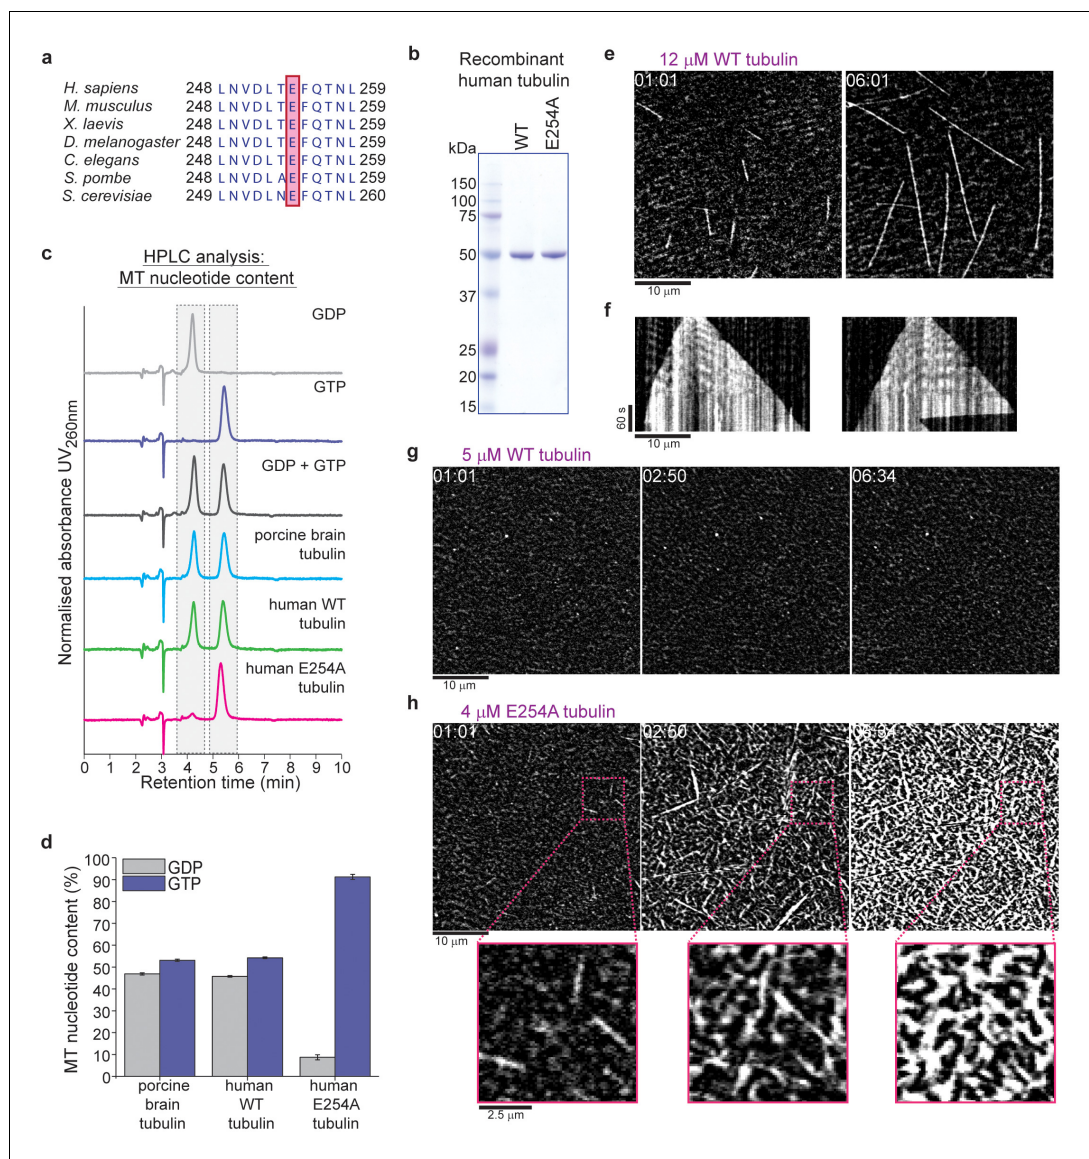 a
H. sapiens 248 LNVDLTEFQTNL 259
M. musculus 248 LNVDLTEFQTNL 259
X. laevis 248 LNVDLTEFQTNL 259
D. melanogaster 248 LNVDLTEFQTNL 259
C. elegans 248 LNVDLTEFQTNL 259
S. pombe 248 LNVDLAEFQTNL 259
S. cerevisiae 249 LNVDLNEFQTNL 260
b
Recombinant
human tubulin
WT
E254A
kDa
150
100
75
50
37
25
20
15
c
HPLC analysis:
MT nucleotide content
GDP
GTP
GDP + GTP
porcine brain
tubulin
human WT
tubulin
human E254A
tubulin
Normalised absorbance UV260nm
0 1 2 3 4 5 6 7 8 9 10
Retention time (min)
d
MT nucleotide content (%)
100
90
80
70
60
50
40
30
20
10
0
GDP
GTP
porcine
brain
tubulin
human
WT
tubulin
human
E254A
tubulin
e
12 μM WT tubulin
01:01
06:01
10 μm
f
60 s
10 μm
g
5 μM WT tubulin
01:01
02:50
06:34
10 μm
h
4 μM E254A tubulin
01:01
02:50
06:34
10 μm
2.5 μm